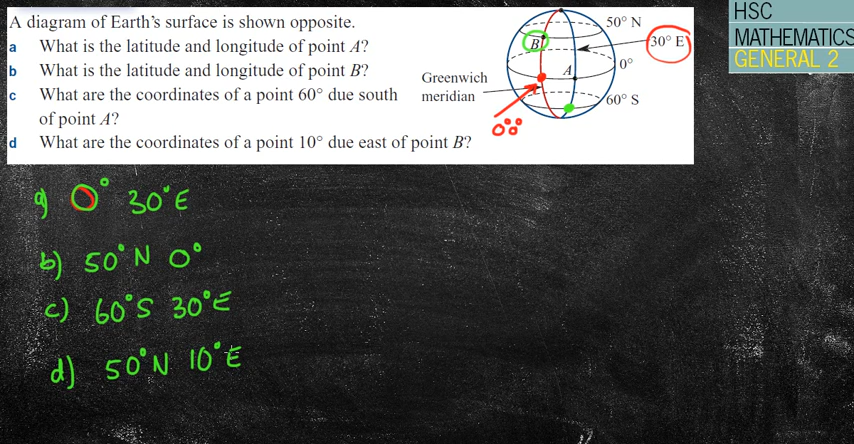 A diagram of Earth's surface is shown opposite.
a What is the latitude and longitude of point A?
b What is the latitude and longitude of point B?
c What are the coordinates of a point 60° due south
of point A?
d What are the coordinates of a point 10° due east of point B?
50° N
B
30° E
A
0°
Greenwich
meridian
60° S
0° 0°
HSC
MATHEMATICS
GENERAL 2
a) 0° 30°E
b) 50°N 0°
c) 60°S 30°E
d) 50°N 10°E